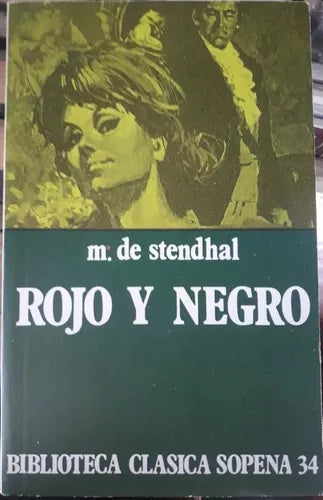 m. de stendhal
ROJO Y NEGRO
BIBLIOTECA CLASICA SOPENA 34